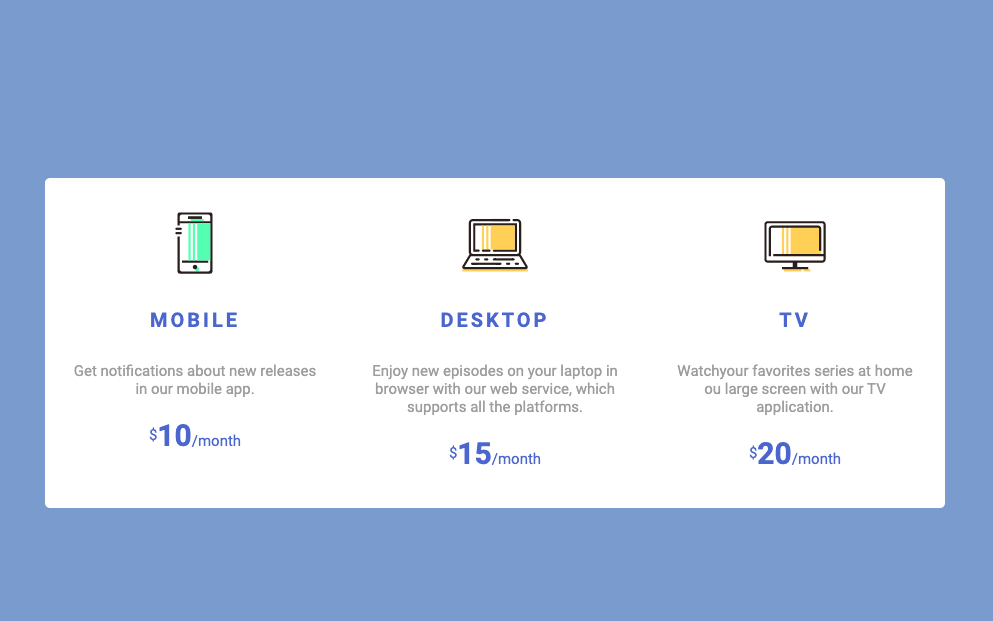 MOBILE
Get notifications about new releases
in our mobile app.
$10/month
DESKTOP
Enjoy new episodes on your laptop in
browser with our web service, which
supports all the platforms.
$15/month
TV
Watchyour favorites series at home
ou large screen with our TV
application.
$20/month